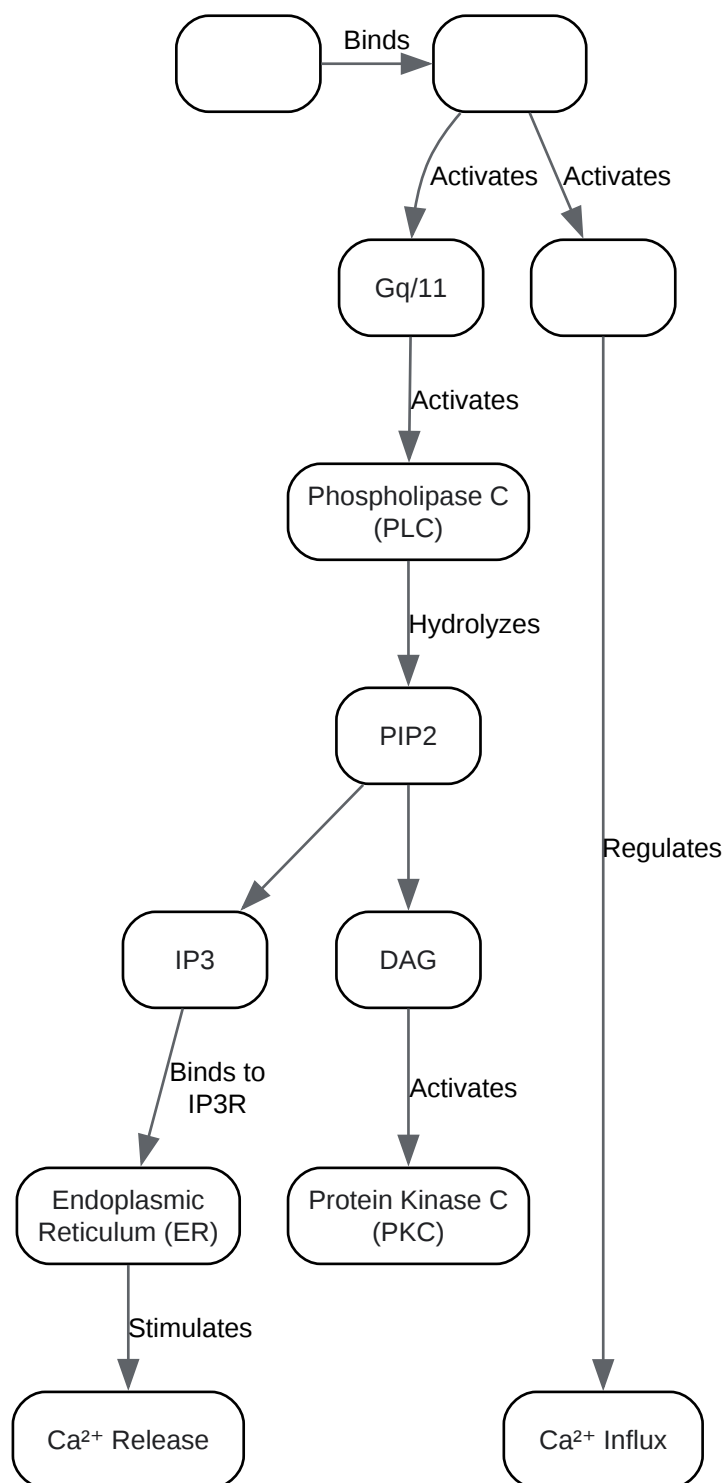 Binds
Activates
Activates
Gq/11
Activates
Phospholipase C
(PLC)
Hydrolyzes
PIP2
Regulates
IP3
DAG
Binds to
IP3R
Activates
Endoplasmic
Reticulum (ER)
Protein Kinase C
(PKC)
Stimulates
Ca²⁺ Release
Ca²⁺ Influx